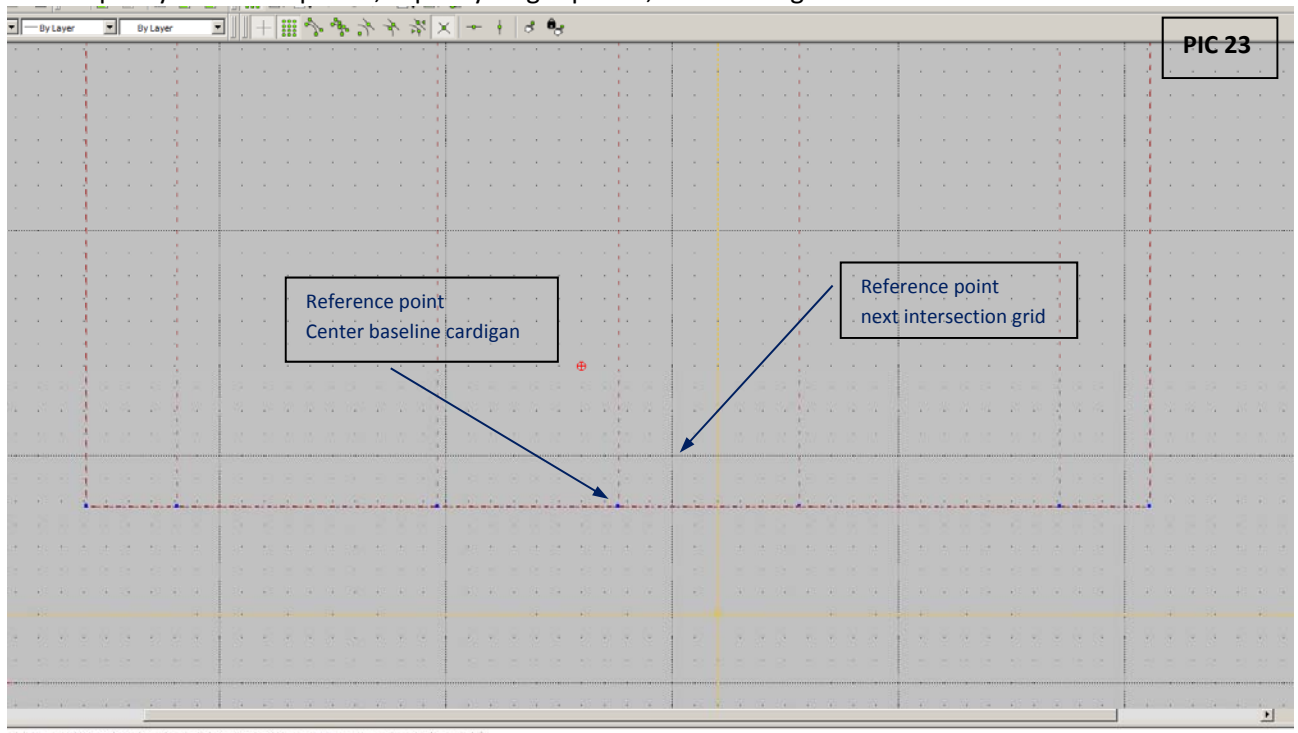 By Layer By Layer
PIC 23
Reference point
Center baseline cardigan
Reference point
next intersection grid